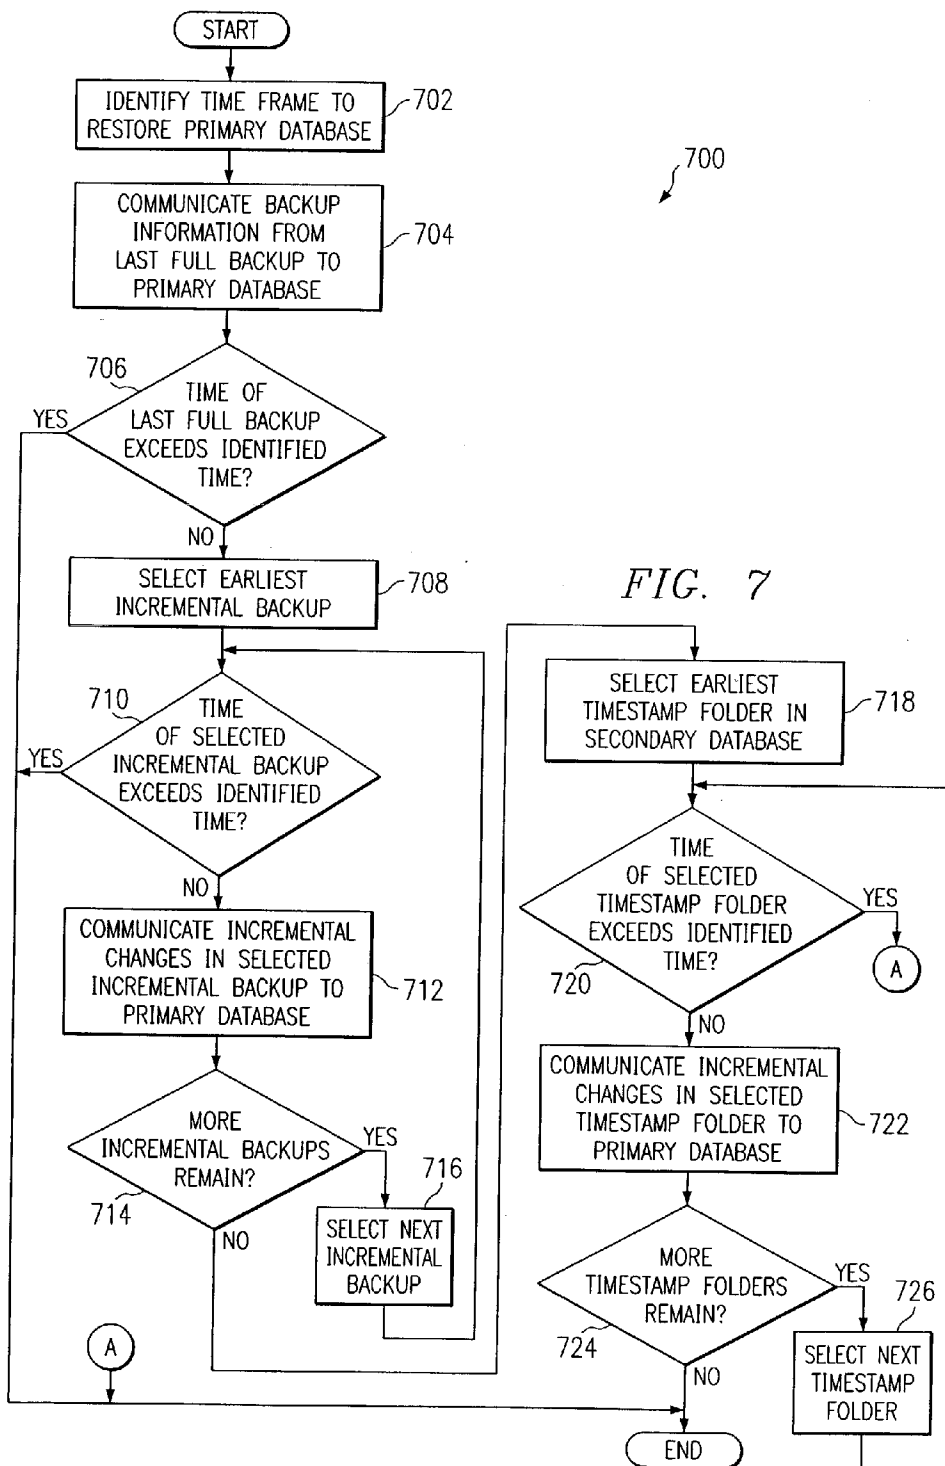 START
IDENTIFY TIME FRAME TO
RESTORE PRIMARY DATABASE
702
700
COMMUNICATE BACKUP
INFORMATION FROM
LAST FULL BACKUP TO
PRIMARY DATABASE
704
706
TIME OF
LAST FULL BACKUP
EXCEEDS IDENTIFIED
TIME?
YES
NO
SELECT EARLIEST
INCREMENTAL BACKUP
708
710
TIME
OF SELECTED
INCREMENTAL BACKUP
EXCEEDS IDENTIFIED
TIME?
YES
NO
COMMUNICATE INCREMENTAL
CHANGES IN SELECTED
INCREMENTAL BACKUP TO
PRIMARY DATABASE
712
MORE
INCREMENTAL BACKUPS
REMAIN?
YES
714
NO
716
SELECT NEXT
INCREMENTAL
BACKUP
A
FIG. 7
SELECT EARLIEST
TIMESTAMP FOLDER IN
SECONDARY DATABASE
718
TIME
OF SELECTED
TIMESTAMP FOLDER
EXCEEDS IDENTIFIED
TIME?
YES
A
720
NO
COMMUNICATE INCREMENTAL
CHANGES IN SELECTED
TIMESTAMP FOLDER TO
PRIMARY DATABASE
722
MORE
TIMESTAMP FOLDERS
REMAIN?
YES
724
NO
726
SELECT NEXT
TIMESTAMP
FOLDER
END